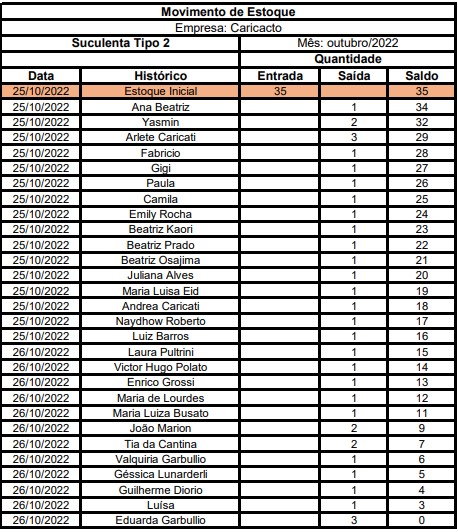 Movimento de Estoque
Empresa: Caricacto
Suculenta Tipo 2 Mês: outubro/2022
Quantidade
Data Histórico Entrada Saída Saldo
25/10/2022 Estoque Inicial 35 35
25/10/2022 Ana Beatriz 1 34
25/10/2022 Yasmin 2 32
25/10/2022 Arlete Caricati 3 29
25/10/2022 Fabricio 1 28
25/10/2022 Gigi 1 27
25/10/2022 Paula 1 26
25/10/2022 Camila 1 25
25/10/2022 Emily Rocha 1 24
25/10/2022 Beatriz Kaori 1 23
25/10/2022 Beatriz Prado 1 22
25/10/2022 Beatriz Osajima 1 21
25/10/2022 Juliana Alves 1 20
25/10/2022 Maria Luisa Eid 1 19
25/10/2022 Andrea Caricati 1 18
25/10/2022 Naydhow Roberto 1 17
25/10/2022 Luiz Barros 1 16
26/10/2022 Laura Pultrini 1 15
26/10/2022 Victor Hugo Polato 1 14
26/10/2022 Enrico Grossi 1 13
26/10/2022 Maria de Lourdes 1 12
26/10/2022 Maria Luiza Busato 1 11
26/10/2022 João Marion 2 9
26/10/2022 Tia da Cantina 2 7
26/10/2022 Valquiria Garbullio 1 6
26/10/2022 Géssica Lunarderli 1 5
26/10/2022 Guilherme Diorio 1 4
26/10/2022 Luísa 1 3
26/10/2022 Eduarda Garbullio 3 0